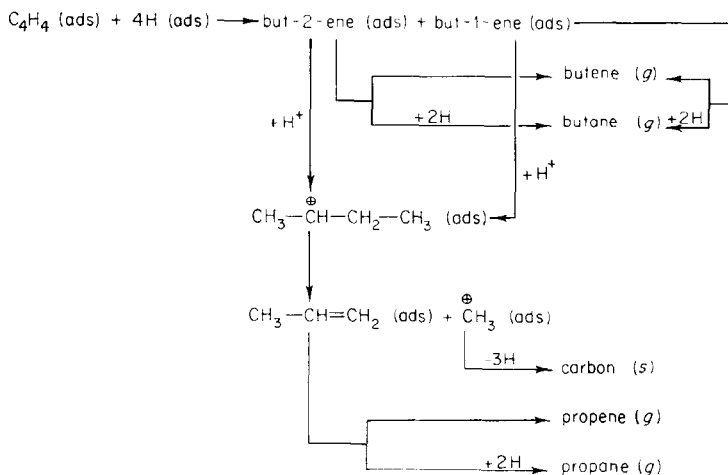 C₄H₄ (ads) + 4H (ads) → but-2-ene (ads) + but-1-ene (ads)
butene (g)
+H⁺
+2H butane (g) +2H
+H⁺
⊕
CH₃—CH—CH₂—CH₃ (ads)
⊕
CH₃—CH=CH₂ (ads) + CH₃ (ads)
-3H carbon (s)
propene (g)
+2H propane (g)